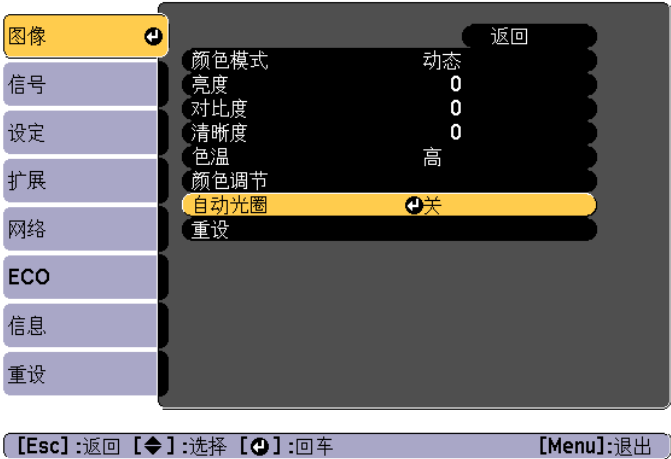 图像
信号
设定
扩展
网络
ECO
信息
重设
返回
颜色模式 动态
亮度 0
对比度 0
清晰度 0
色温 高
颜色调节
自动光圈 关
重设
[Esc]:返回 [◆]:选择 [⏎]:回车 [Menu]:退出